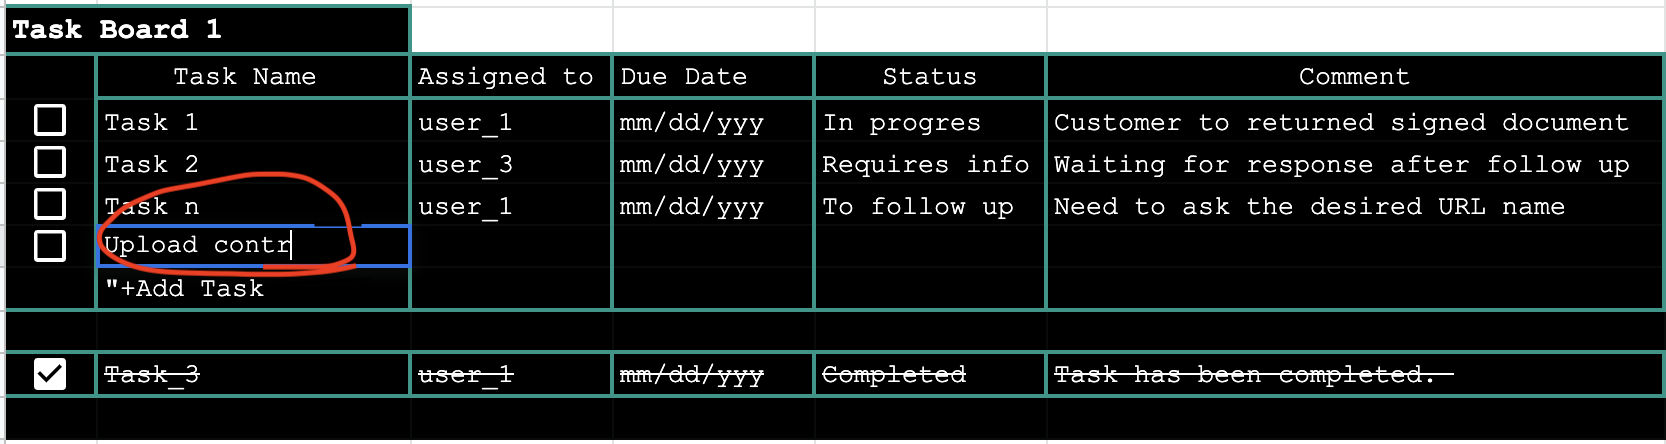 Task Board 1
Task Name Assigned to Due Date Status Comment
Task 1 user_1 mm/dd/yyy In progres Customer to returned signed document
Task 2 user_3 mm/dd/yyy Requires info Waiting for response after follow up
Task n user_1 mm/dd/yyy To follow up Need to ask the desired URL name
Upload contr
"+Add Task
Task_3 user_1 mm/dd/yyy Completed Task has been completed.